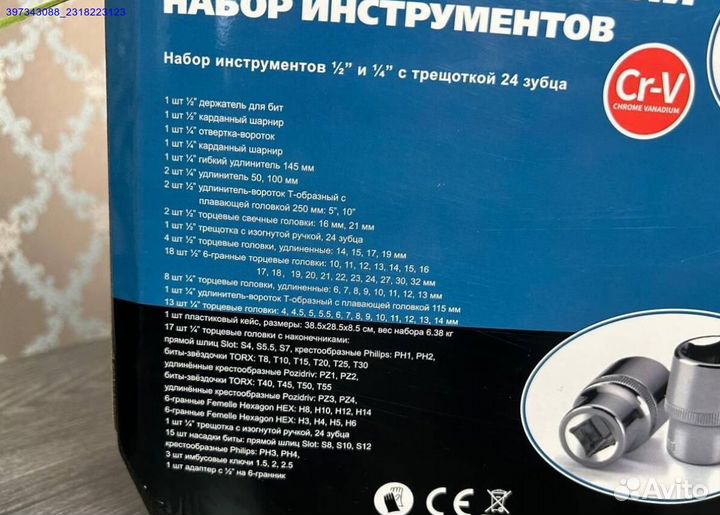 397343088_2318223123
НАБОР ИНСТРУМЕНТОВ
Набор инструментов ½” и ¼” с трещоткой 24 зубца
Cr-V
CHROME VANADIUM
1 шт ½” держатель для бит
1 шт ½” карданный шарнир
1 шт ¼” отвертка-вороток
1 шт ¼” карданный шарнир
1 шт ¼” гибкий удлинитель 145 мм
2 шт ¼” удлинитель 50, 100 мм
2 шт ½” удлинитель-вороток Т-образный с
плавающей головкой 250 мм: 5”, 10”
2 шт ½” торцевые свечные головки: 16 мм, 21 мм
1 шт ½” трещотка с изогнутой ручкой, 24 зубца
4 шт ½” торцевые головки, удлиненные: 14, 15, 17, 19 мм
18 шт ½” 6-гранные торцевые головки: 10, 11, 12, 13, 14, 15, 16
17, 18, 19, 20, 21, 22, 23, 24, 27, 30, 32 мм
8 шт ¼” торцевые головки, удлиненные: 6, 7, 8, 9, 10, 11, 12, 13 мм
1 шт ¼” удлинитель-вороток Т-образный с плавающей головкой 115 мм
13 шт ¼” торцевые головки: 4, 4.5, 5, 5.5, 6, 7, 8, 9, 10, 11, 12, 13, 14 мм
1 шт пластиковый кейс, размеры: 38.5х28.5х8.5 см, вес набора 6.38 кг
17 шт ¼” торцевые головки с наконечниками:
прямой шлиц Slot: S4, S5.5, S7, крестообразные Philips: PH1, PH2,
биты-звёздочки TORX: T8, T10, T15, T20, T25, T30
удлинённые крестообразные Pozidriv: PZ1, PZ2,
биты-звёздочки TORX: T40, T45, T50, T55
удлинённые крестообразные Pozidriv: PZ3, PZ4,
6-гранные Femelle Hexagon HEX: H8, H10, H12, H14
6-гранные Femelle Hexagon HEX: H3, H4, H5, H6
1 шт ¼” трещотка с изогнутой ручкой, 24 зубца
15 шт насадки биты: прямой шлиц Slot: S8, S10, S12
крестообразные Philips: PH3, PH4,
3 шт имбусовые ключи 1.5, 2, 2.5
1 шт адаптер с ½” на 6-гранник
CE
Avito